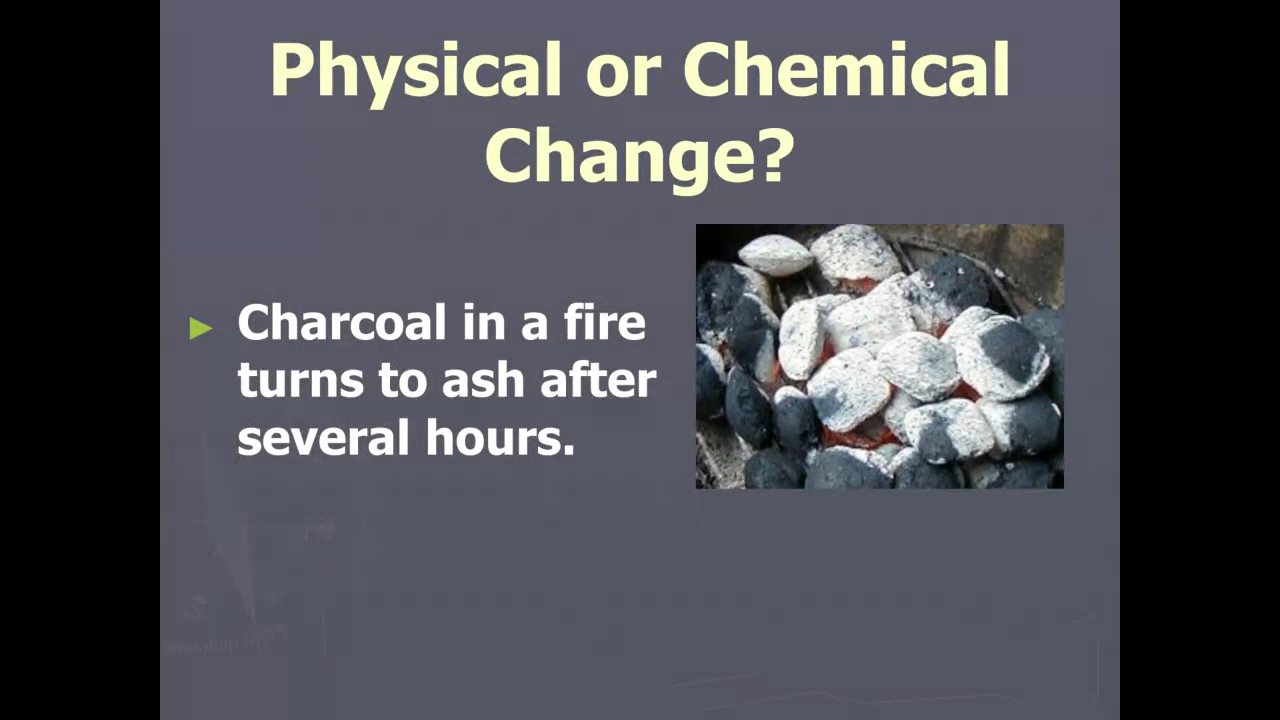 Physical or Chemical
Change?
Charcoal in a fire
turns to ash after
several hours.